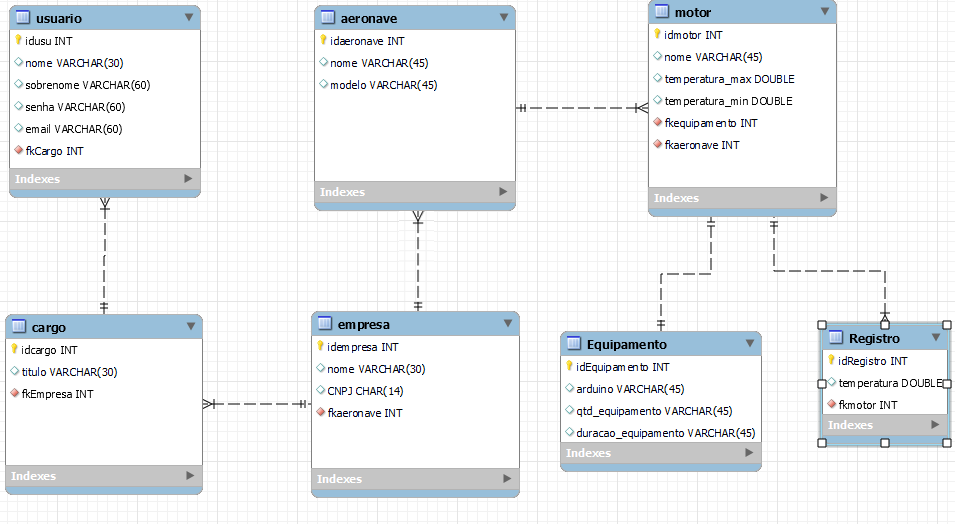 usuario
idusu INT
nome VARCHAR(30)
sobrenome VARCHAR(60)
senha VARCHAR(60)
email VARCHAR(60)
fkCargo INT
Indexes
aeronave
idaeronave INT
nome VARCHAR(45)
modelo VARCHAR(45)
Indexes
motor
idmotor INT
nome VARCHAR(45)
temperatura_max DOUBLE
temperatura_min DOUBLE
fkequipamento INT
fkaeronave INT
Indexes
cargo
idcargo INT
titulo VARCHAR(30)
fkEmpresa INT
Indexes
empresa
idempresa INT
nome VARCHAR(30)
CNPJ CHAR(14)
fkaeronave INT
Indexes
Equipamento
idEquipamento INT
arduino VARCHAR(45)
qtd_equipamento VARCHAR(45)
duracao_equipamento VARCHAR(45)
Indexes
Registro
idRegistro INT
temperatura DOUBLE
fkmotor INT
Indexes